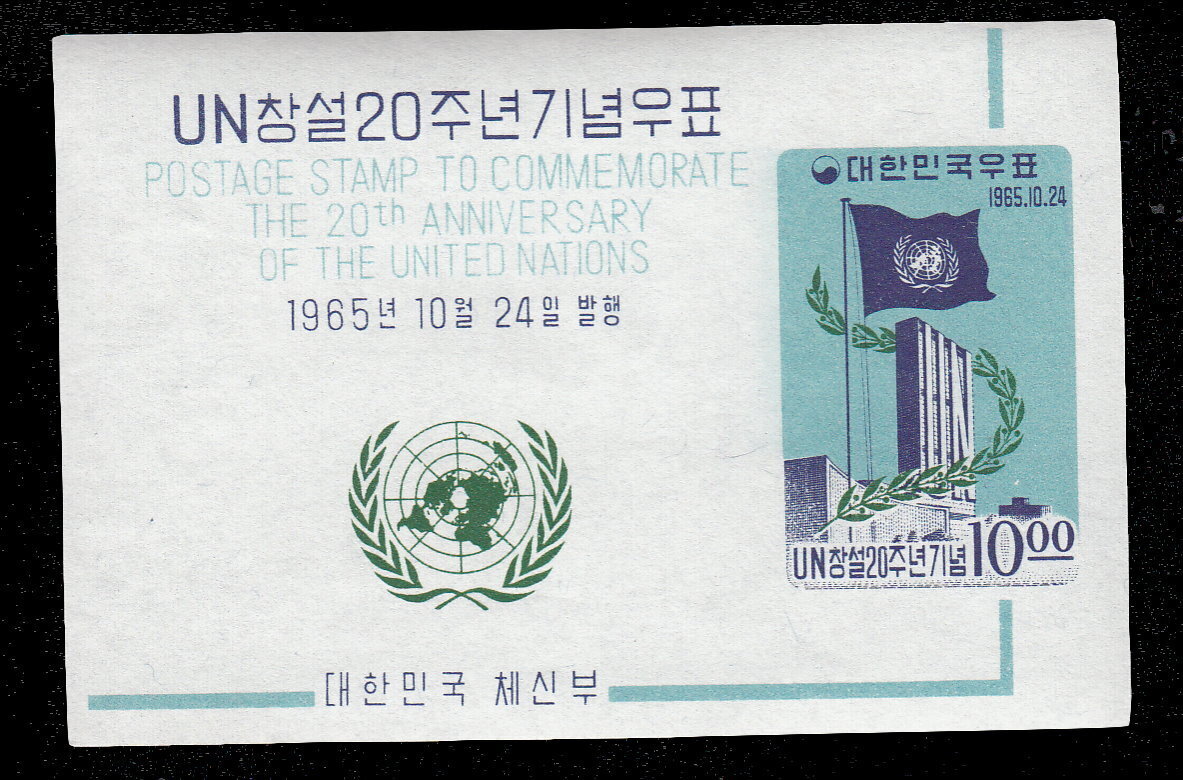 UN창설20주년기념우표
POSTAGE STAMP TO COMMEMORATE
THE 20th ANNIVERSARY
OF THE UNITED NATIONS
1965년 10월 24일 발행
대한민국우표
1965.10.24
UN창설20주년기념 10 00
대한민국 체신부